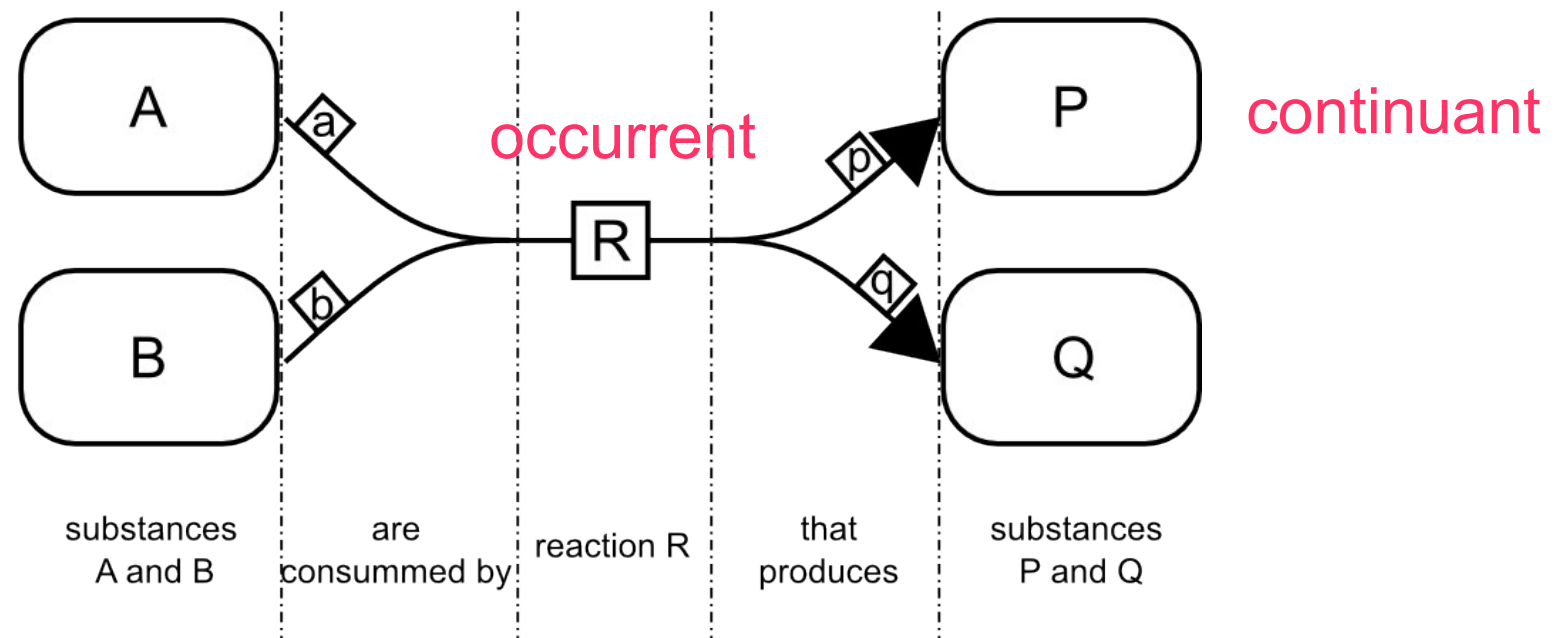 A
a
occurrent
p
P
continuant
R
B
b
q
Q
substances
A and B
are
consummed by
reaction R
that
produces
substances
P and Q